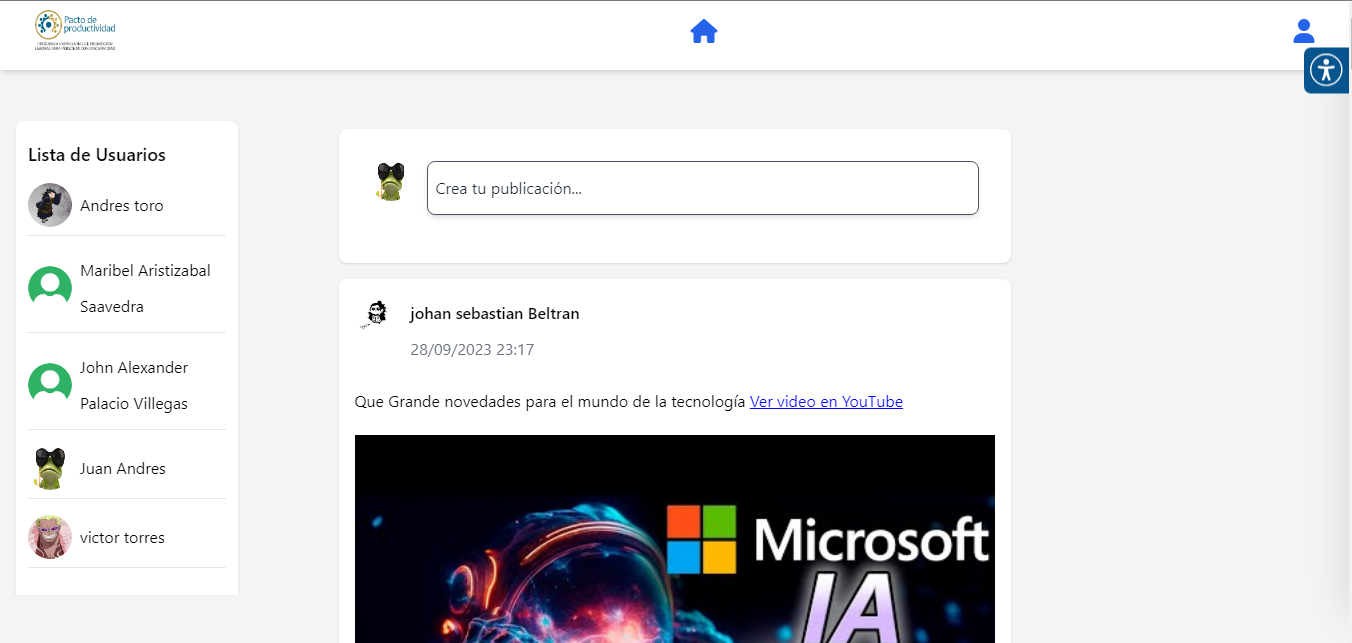 Pacto de
productividad
PROGRAMA EMPRESARIAL DE PROMOCIÓN
LABORAL PARA PERSONAS CON DISCAPACIDAD
Lista de Usuarios
Andres toro
Maribel Aristizabal
Saavedra
John Alexander
Palacio Villegas
Juan Andres
victor torres
Crea tu publicación...
johan sebastian Beltran
28/09/2023 23:17
Que Grande novedades para el mundo de la tecnología Ver video en YouTube
Microsoft
IA